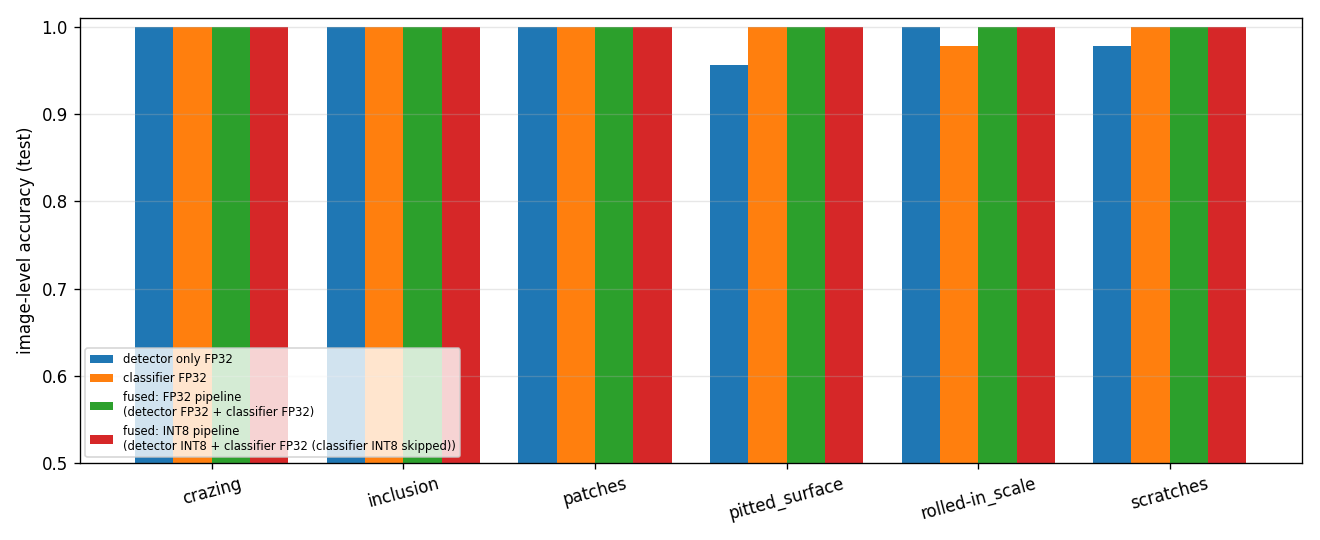 image-level accuracy (test)
1.0
0.9
0.8
0.7
0.6
0.5
detector only FP32
classifier FP32
fused: FP32 pipeline
(detector FP32 + classifier FP32)
fused: INT8 pipeline
(detector INT8 + classifier FP32 (classifier INT8 skipped))
crazing
inclusion
patches
pitted_surface
rolled-in_scale
scratches